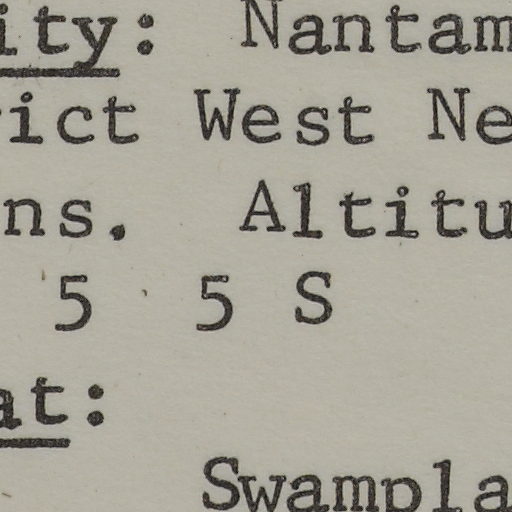 ity: Nantam
rict West Ne
ns. Altitu
5 5 S
at:
Swampla